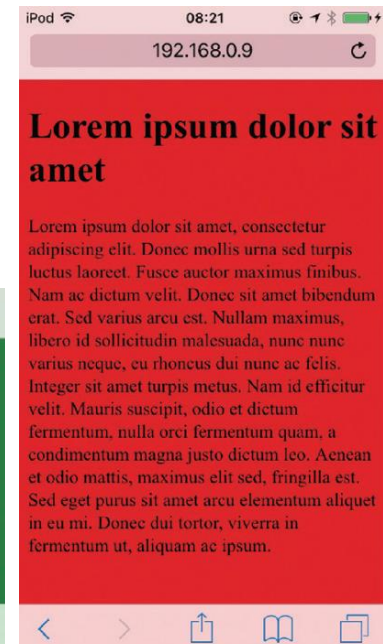 iPod 08:21
192.168.0.9
Lorem ipsum dolor sit
amet
Lorem ipsum dolor sit amet, consectetur
adipiscing elit. Donec mollis urna sed turpis
luctus laoreet. Fusce auctor maximus finibus.
Nam ac dictum velit. Donec sit amet bibendum
erat. Sed varius arcu est. Nullam maximus,
libero id sollicitudin malesuada, nunc nunc
varius neque, eu rhoncus dui nunc ac felis.
Integer sit amet turpis metus. Nam id efficitur
velit. Mauris suscipit, odio et dictum
fermentum, nulla orci fermentum quam, a
condimentum magna justo dictum leo. Aenean
et odio mattis, maximus elit sed, fringilla est.
Sed eget purus sit amet arcu elementum aliquet
in eu mi. Donec dui tortor, viverra in
fermentum ut, aliquam ac ipsum.